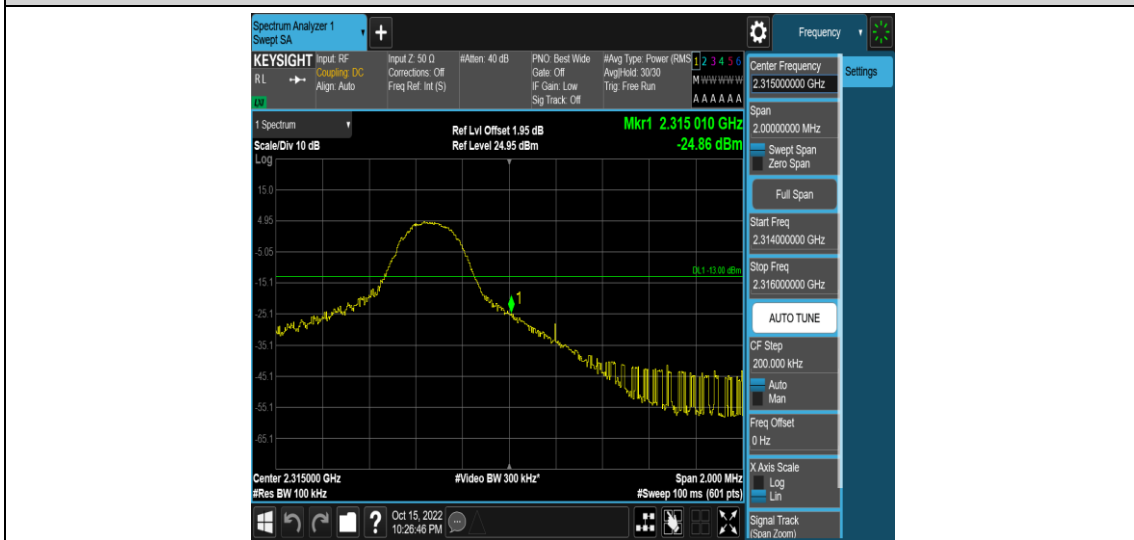 Spectrum Analyzer 1
Swept SA
+
Frequency
KEYSIGHT
RL
LXI
Input: RF
Coupling: DC
Align: Auto
Input Z: 50 Ω
Corrections: Off
Freq Ref: Int (S)
#Atten: 40 dB
PNO: Best Wide
Gate: Off
IF Gain: Low
Sig Track: Off
#Avg Type: Power (RMS
Avg|Hold: 30/30
Trig: Free Run
1 2 3 4 5 6
M W W W W W
A A A A A A
1 Spectrum
Scale/Div 10 dB
Ref Lvl Offset 1.95 dB
Ref Level 24.95 dBm
Mkr1 2.315 010 GHz
-24.86 dBm
Log
15.0
4.95
-5.05
-15.1
-25.1
-35.1
-45.1
-55.1
-65.1
DL1 -13.00 dBm
1
Center 2.315000 GHz
#Res BW 100 kHz
#Video BW 300 kHz*
Span 2.000 MHz
#Sweep 100 ms (601 pts)
Center Frequency
2.315000000 GHz
Settings
Span
2.00000000 MHz
Swept Span
Zero Span
Full Span
Start Freq
2.314000000 GHz
Stop Freq
2.316000000 GHz
AUTO TUNE
CF Step
200.000 kHz
Auto
Man
Freq Offset
0 Hz
X Axis Scale
Log
Lin
Signal Track
(Span Zoom)
?
Oct 15, 2022
10:26:46 PM